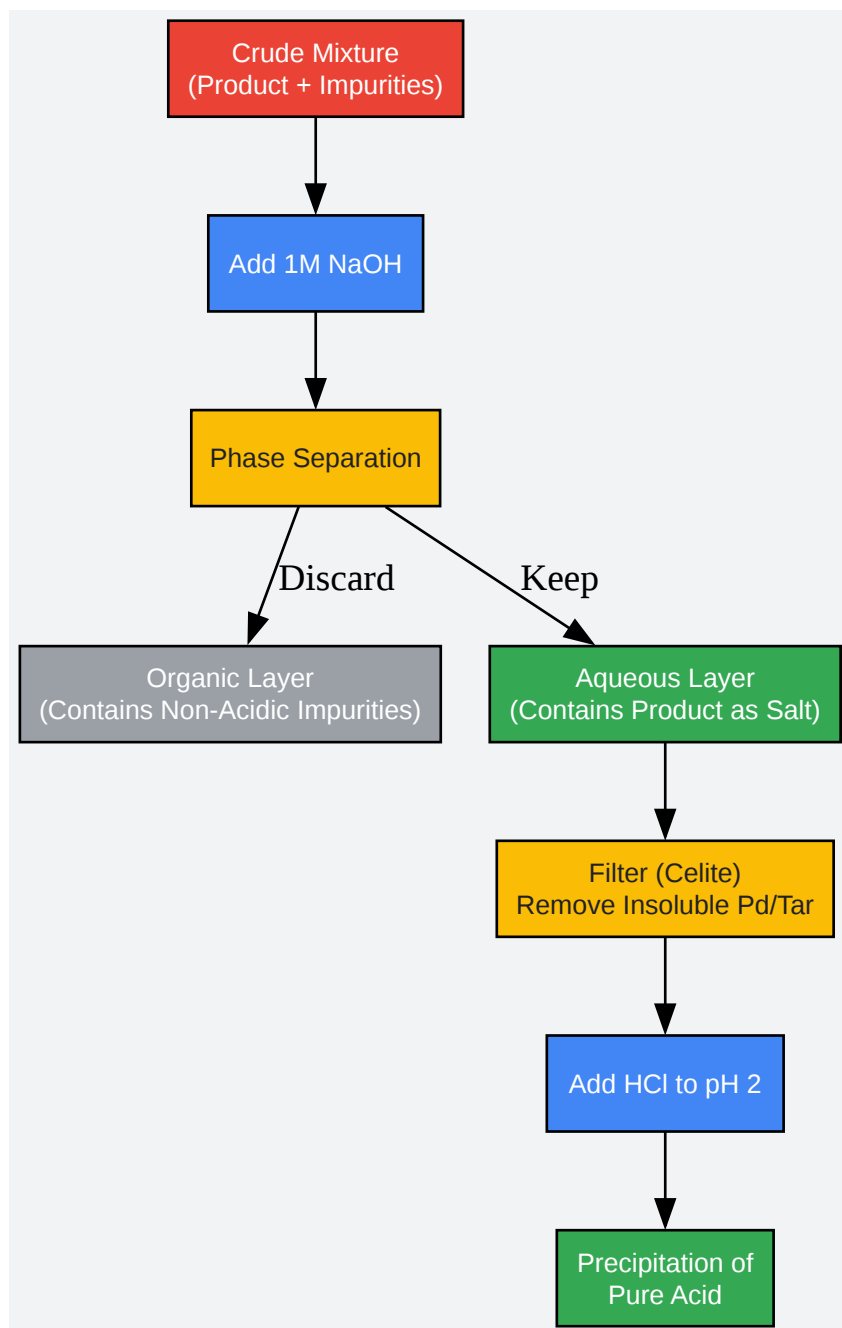 Crude Mixture
(Product + Impurities)
Add 1M NaOH
Phase Separation
Discard
Keep
Organic Layer
(Contains Non-Acidic Impurities)
Aqueous Layer
(Contains Product as Salt)
Filter (Celite)
Remove Insoluble Pd/Tar
Add HCl to pH 2
Precipitation of
Pure Acid